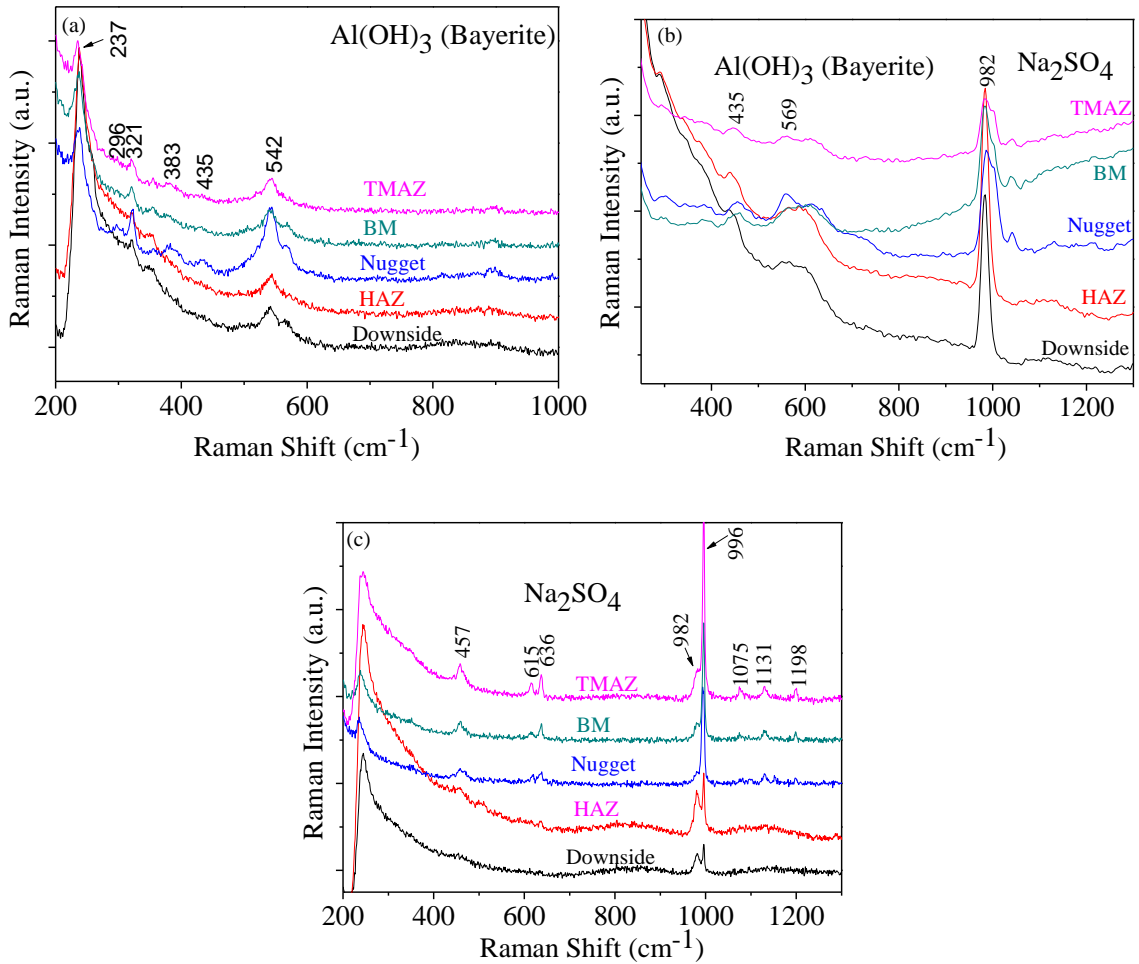 (a)
Al(OH)3 (Bayerite)
237
296
321
383
435
542
TMAZ
BM
Nugget
HAZ
Downside
Raman Intensity (a.u.)
200 400 600 800 1000
Raman Shift (cm-1)
(b)
Al(OH)3 (Bayerite)
Na2SO4
435
569
982
TMAZ
BM
Nugget
HAZ
Downside
Raman Intensity (a.u.)
400 600 800 1000 1200
Raman Shift (cm-1)
(c)
Na2SO4
996
457
615
636
982
1075
1131
1198
TMAZ
BM
Nugget
HAZ
Downside
Raman Intensity (a.u.)
200 400 600 800 1000 1200
Raman Shift (cm-1)